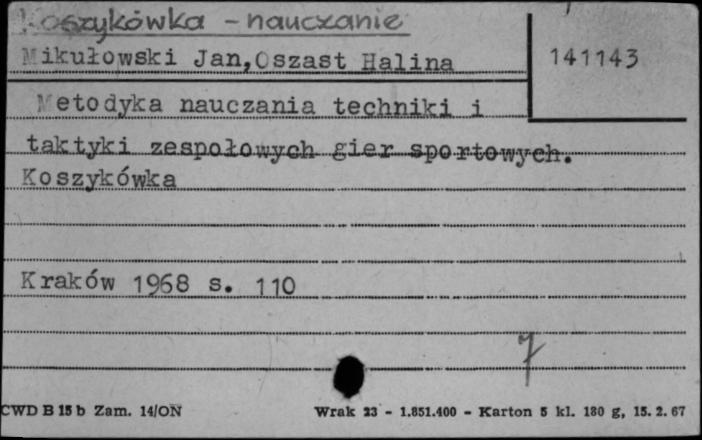 Koszykówka - nauczanie
Mikułowski Jan,Oszast Halina
141143
Metodyka nauczania techniki i
taktyki zespołowych gier sportowych.
Koszykówka
Kraków 1968 s. 110
7
CWD B 15 b Zam. 14/ON
Wrak 23 - 1.851.400 - Karton 5 kl. 180 g, 15. 2. 67